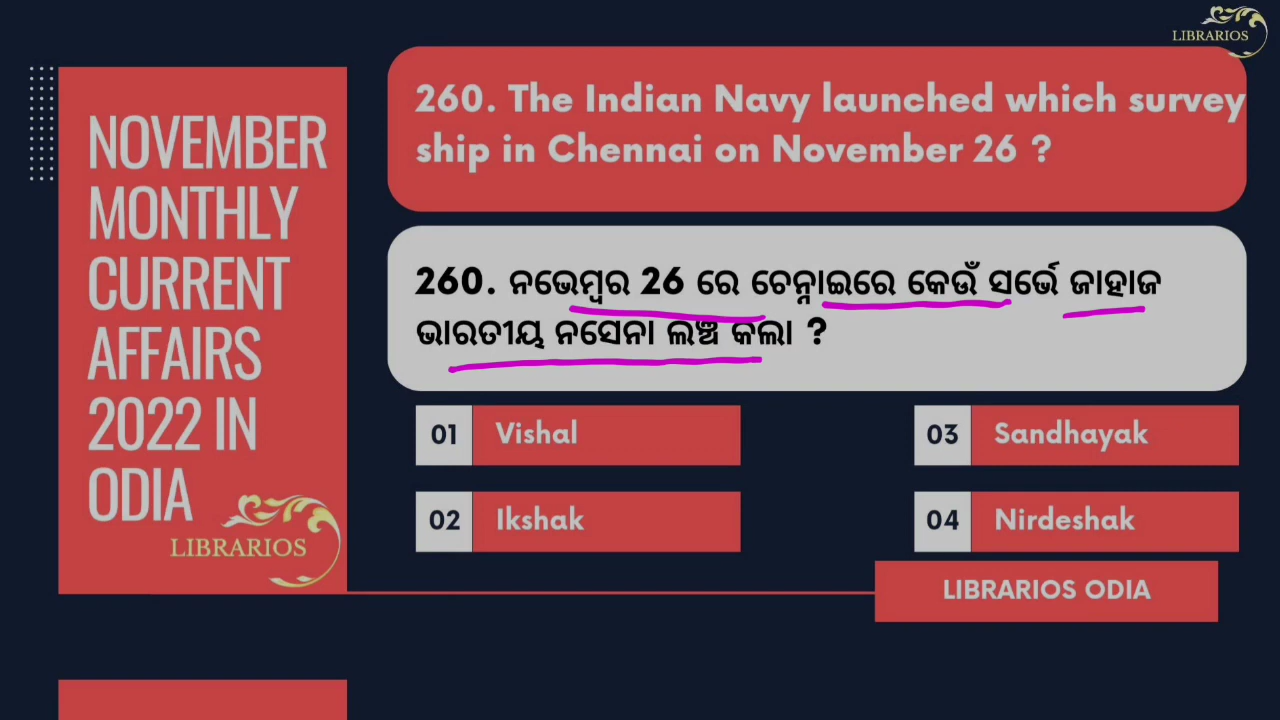 LIBRARIOS
NOVEMBER
MONTHLY
CURRENT
AFFAIRS
2022 IN
ODIA
LIBRARIOS
260. The Indian Navy launched which survey
ship in Chennai on November 26 ?
260. ନଭେମ୍ବର 26 ରେ ଚେନ୍ନାଇରେ କେଉଁ ସର୍ଭେ ଜାହାଜ
ଭାରତୀୟ ନସେନା ଲଞ୍ଚ କଲା ?
01 Vishal
03 Sandhayak
02 Ikshak
04 Nirdeshak
LIBRARIOS ODIA